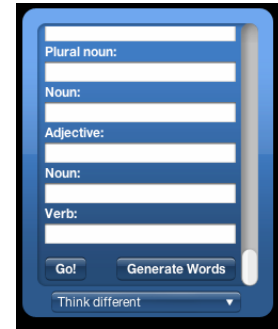 Plural noun:
Noun:
Adjective:
Noun:
Verb:
Go! Generate Words
Think different